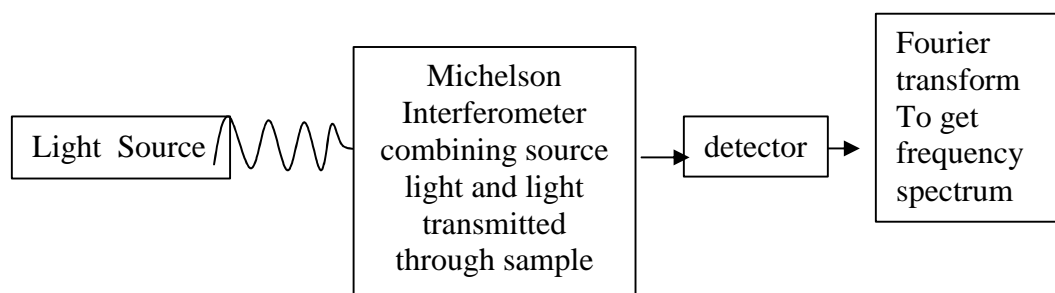 Light Source
Michelson
Interferometer
combining source
light and light
transmitted
through sample
detector
Fourier
transform
To get
frequency
spectrum